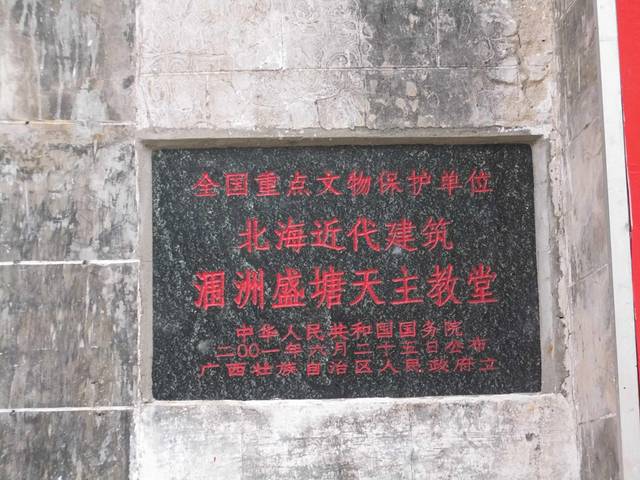 全国重点文物保护单位
北海近代建筑
涠洲盛塘天主教堂
中华人民共和国国务院
二00一年六月二十五日公布
广西壮族自治区人民政府立